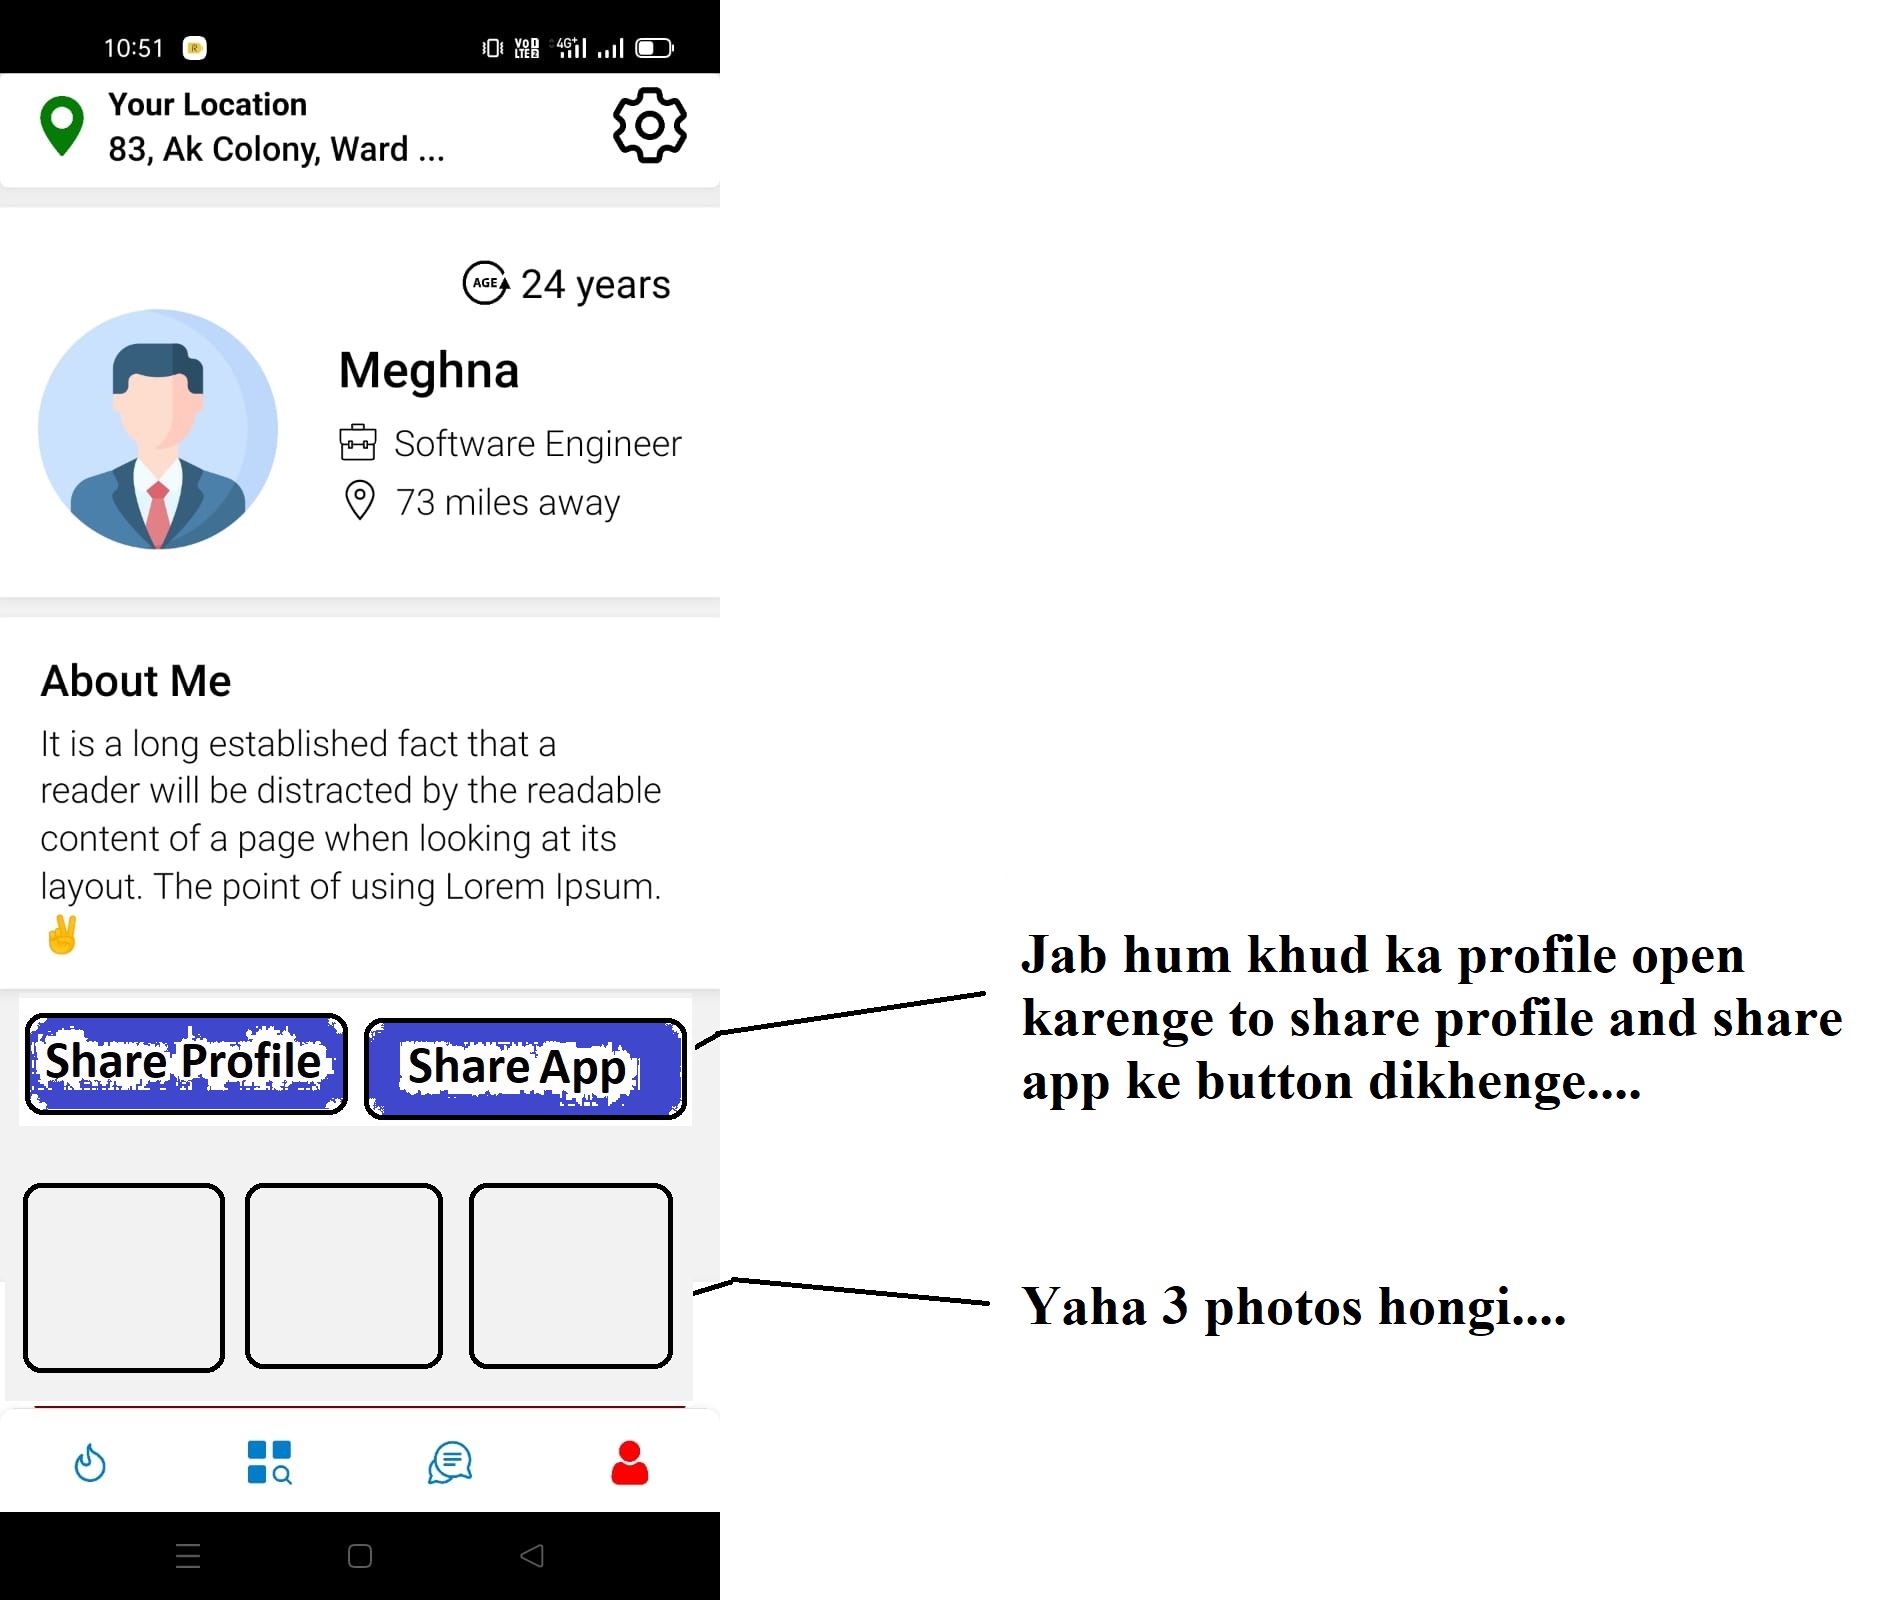 10:51
VoD LTE2 4G+
Your Location
83, Ak Colony, Ward ...
AGE 24 years
Meghna
Software Engineer
73 miles away
About Me
It is a long established fact that a
reader will be distracted by the readable
content of a page when looking at its
layout. The point of using Lorem Ipsum.
✌️
Share Profile Share App
Jab hum khud ka profile open
karenge to share profile and share
app ke button dikhenge....
Yaha 3 photos hongi....